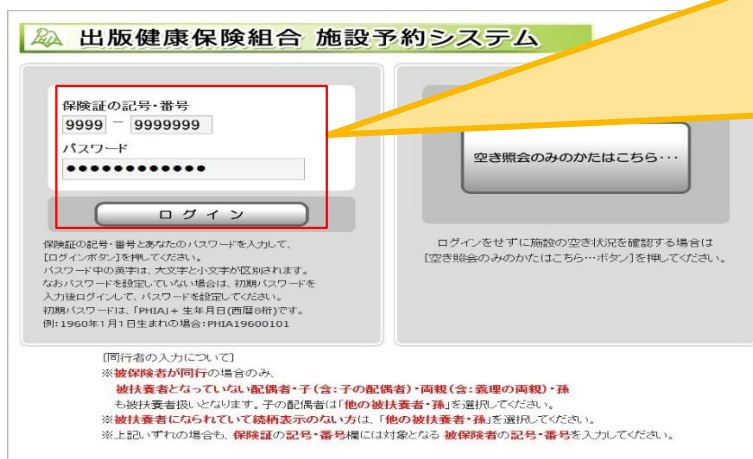 出版健康保険組合 施設予約システム
保険証の記号・番号
9999 - 9999999
パスワード
●●●●●●●●●●●●
ログイン
保険証の記号・番号とあなたのパスワードを入力して、
[ログインボタン]を押してください。
パスワード中の英字は、大文字と小文字が区別されます。
なおパスワードを設定していない場合は、初期パスワードを
入力後ログインして、パスワードを設定してください。
初期パスワードは、「PHIA」+ 生年月日(西暦8桁)です。
例:1960年1月1日生まれの場合:PHIA19600101
空き照会のみのかたはこちら･･･
ログインをせずに施設の空き状況を確認する場合は
[空き照会のみのかたはこちら…ボタン]を押してください。
[同行者の入力について]
※被保険者が同行の場合のみ、
被扶養者となっていない配偶者・子(含:子の配偶者)・両親(含:義理の両親)・孫
も被扶養者扱いとなります。子の配偶者は「他の被扶養者・孫」を選択してください。
※被扶養者になられていて続柄表示のない方は、「他の被扶養者・孫」を選択してください。
※上記いずれの場合も、保険証の記号・番号欄には対象となる 被保険者の記号・番号を入力してください。